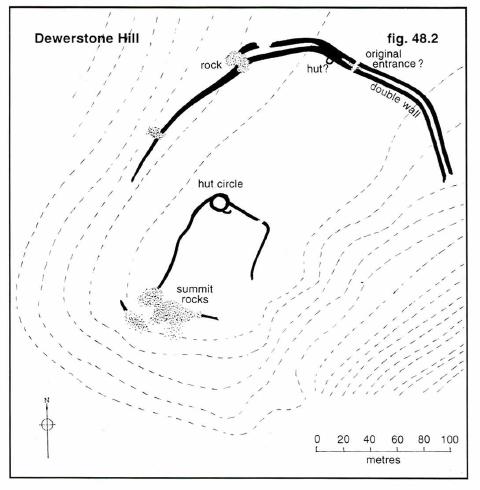 Dewerstone Hill
fig. 48.2
rock
hut?
original
entrance?
double wall
hut circle
summit
rocks
N
0 20 40 60 80 100
metres